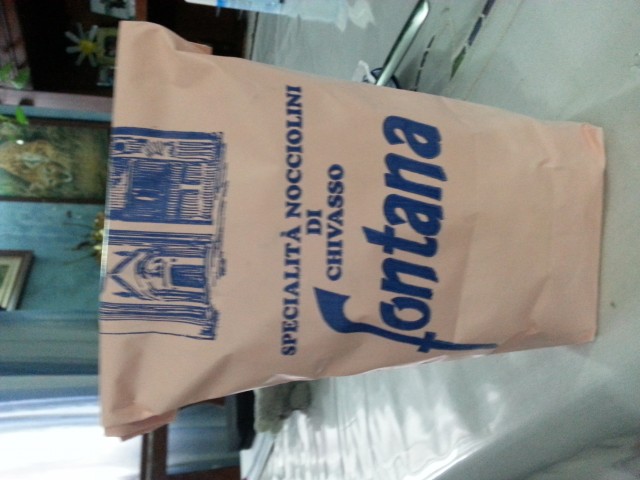 SPECIALITÀ NOCCIOLINI
DI
CHIVASSO
fontana